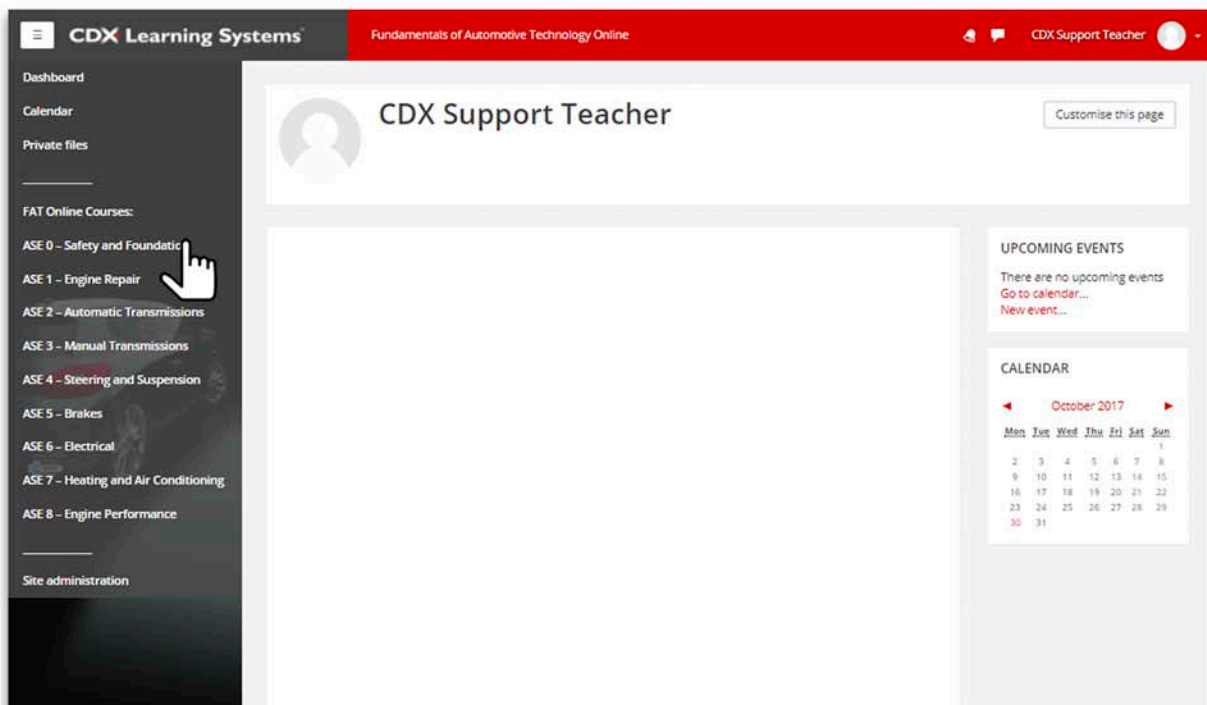 CDX Learning Systems
Fundamentals of Automotive Technology Online
CDX Support Teacher
Dashboard
Calendar
Private files
FAT Online Courses:
ASE 0 – Safety and Foundatio
ASE 1 – Engine Repair
ASE 2 – Automatic Transmissions
ASE 3 – Manual Transmissions
ASE 4 – Steering and Suspension
ASE 5 – Brakes
ASE 6 – Electrical
ASE 7 – Heating and Air Conditioning
ASE 8 – Engine Performance
Site administration
CDX Support Teacher
Customise this page
UPCOMING EVENTS
There are no upcoming events
Go to calendar...
New event...
CALENDAR
◄ October 2017 ►
Mon Tue Wed Thu Fri Sat Sun
1
2 3 4 5 6 7 8
9 10 11 12 13 14 15
16 17 18 19 20 21 22
23 24 25 26 27 28 29
30 31